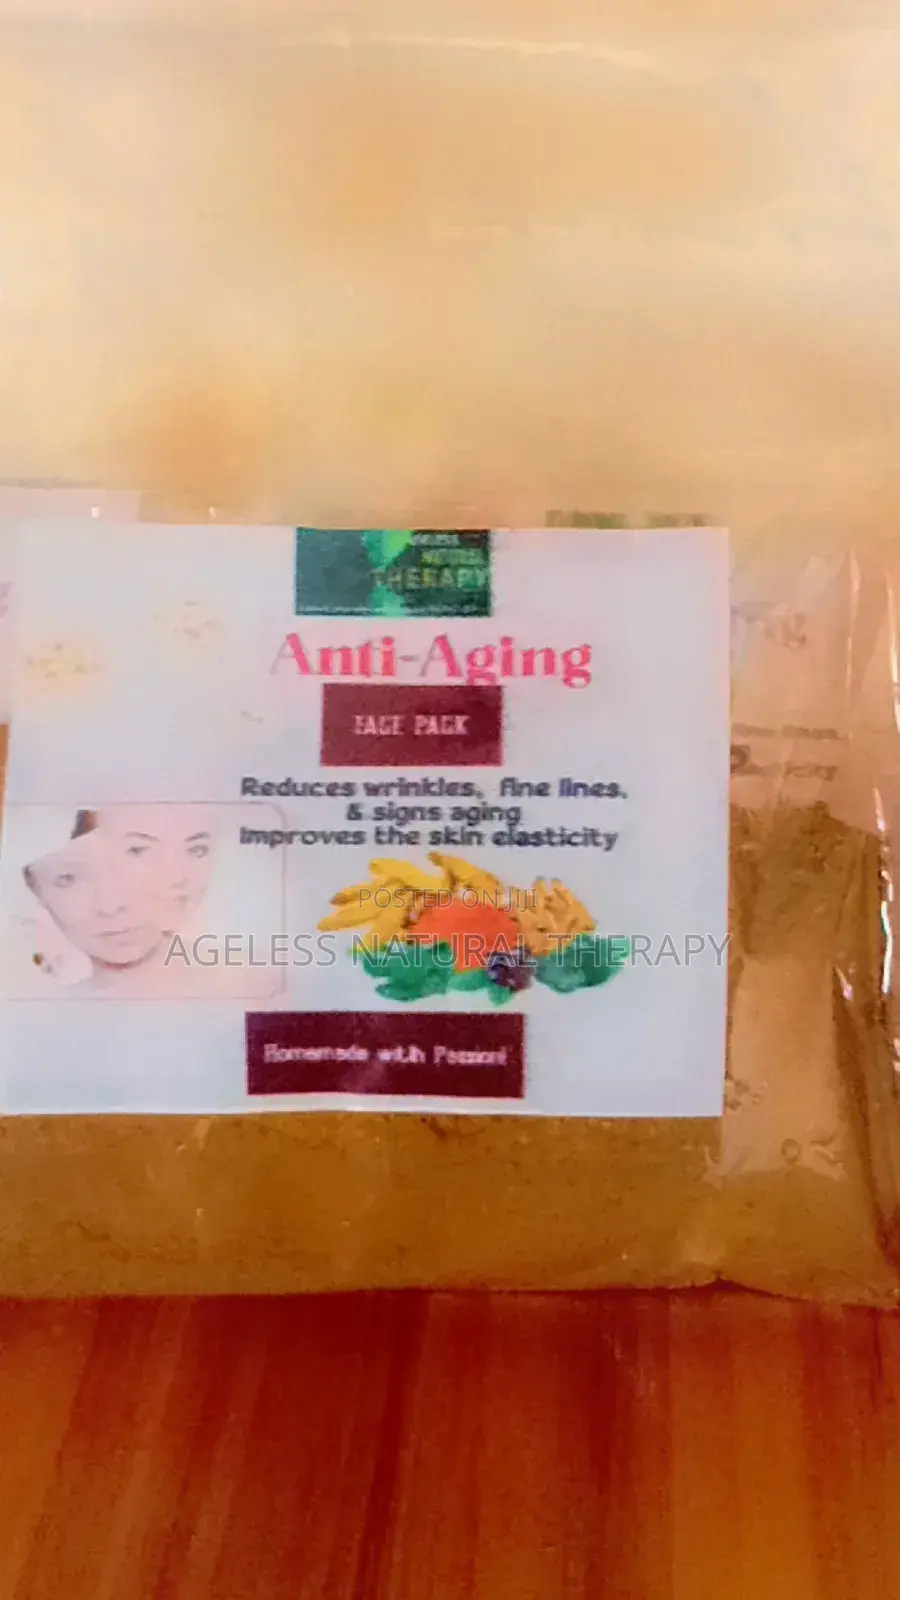 NATURAL
THERAPY
Anti-Aging
FACE PACK
Reduces wrinkles, fine lines,
& signs aging
Improves the skin elasticity
POSTED ON JIJI
AGELESS NATURAL THERAPY
Homemade with Passion!